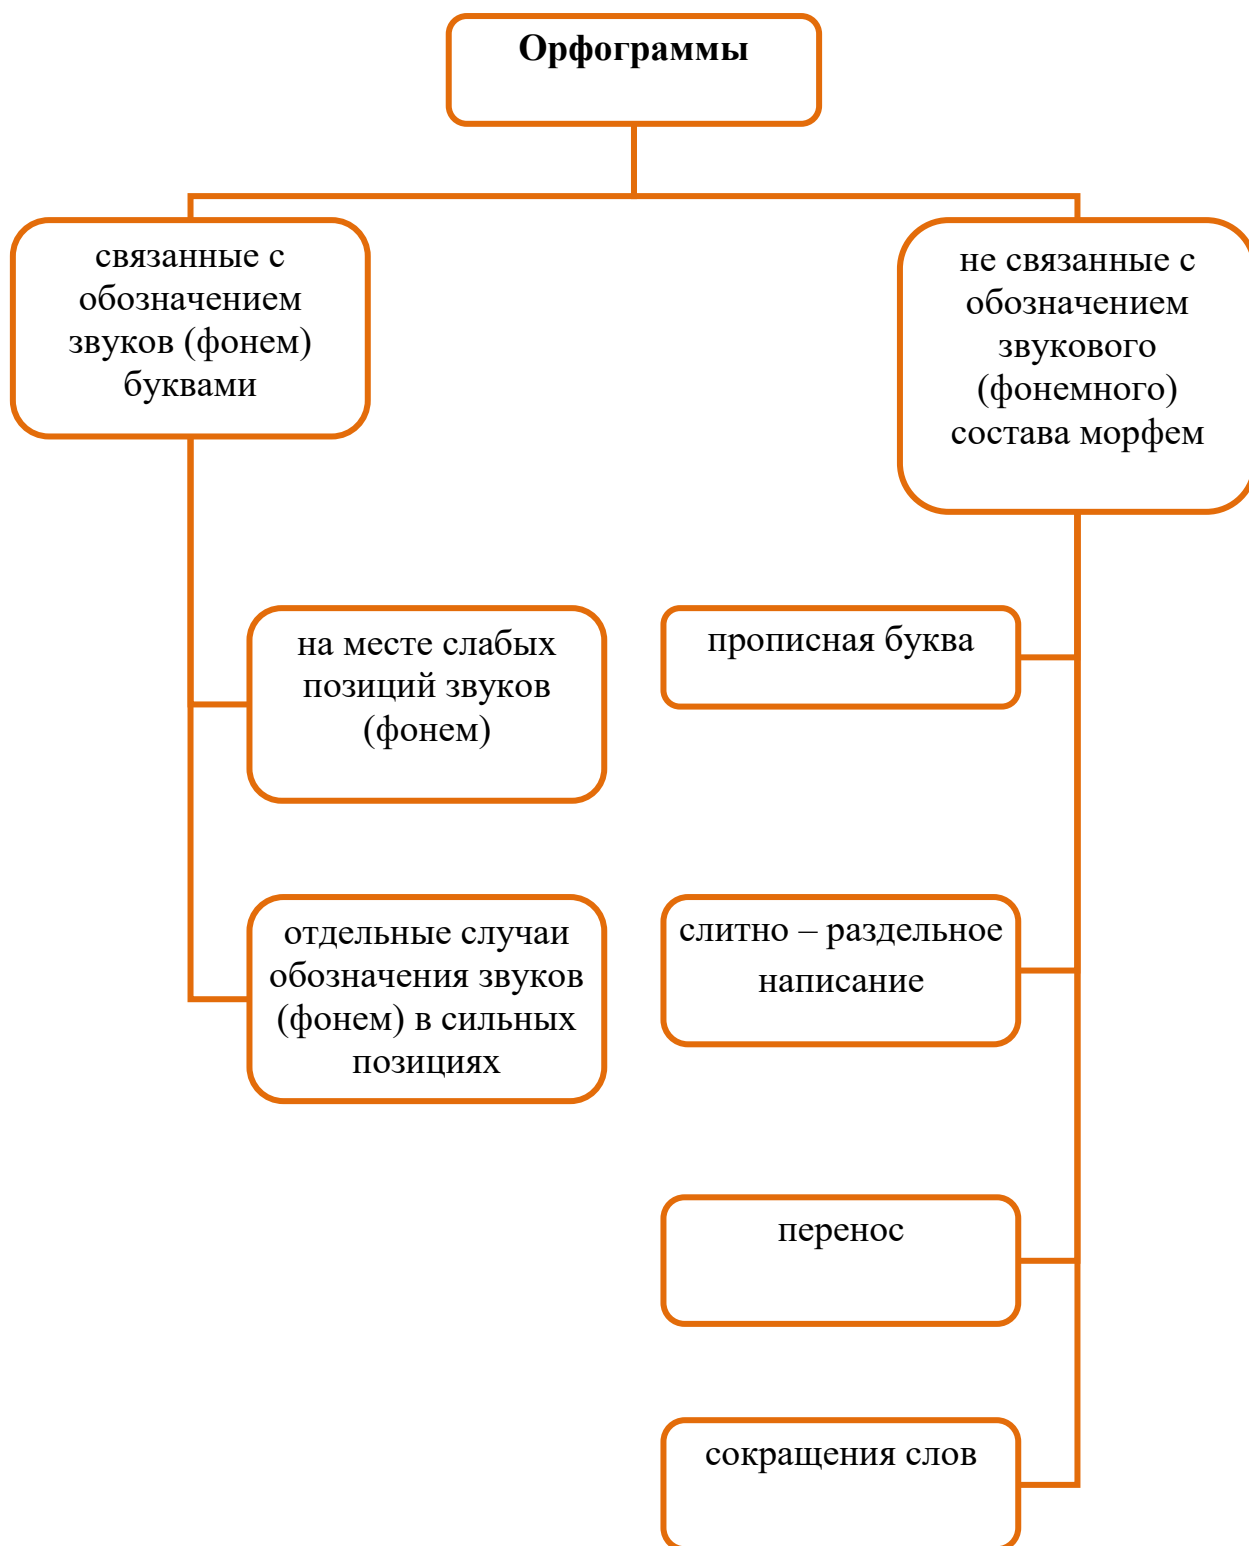 Орфограммы
связанные с
обозначением
звуков (фонем)
буквами
не связанные с
обозначением
звукового
(фонемного)
состава морфем
на месте слабых
позиций звуков
(фонем)
прописная буква
отдельные случаи
обозначения звуков
(фонем) в сильных
позициях
слитно – раздельное
написание
перенос
сокращения слов